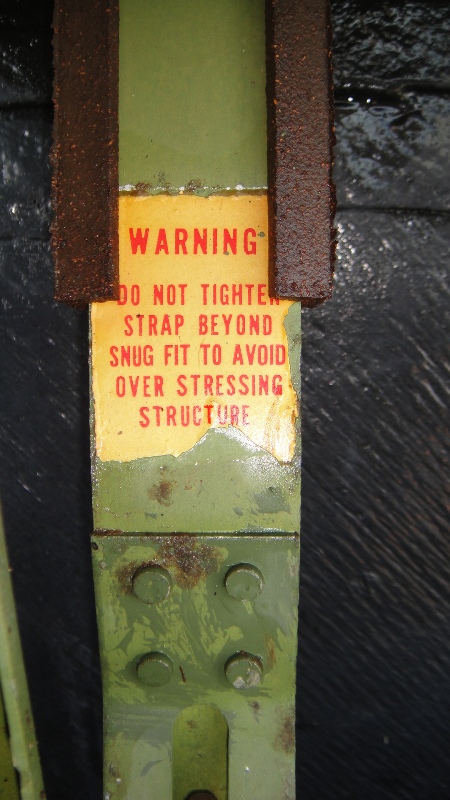 WARNING
DO NOT TIGHTEN
STRAP BEYOND
SNUG FIT TO AVOID
OVER STRESSING
STRUCTURE